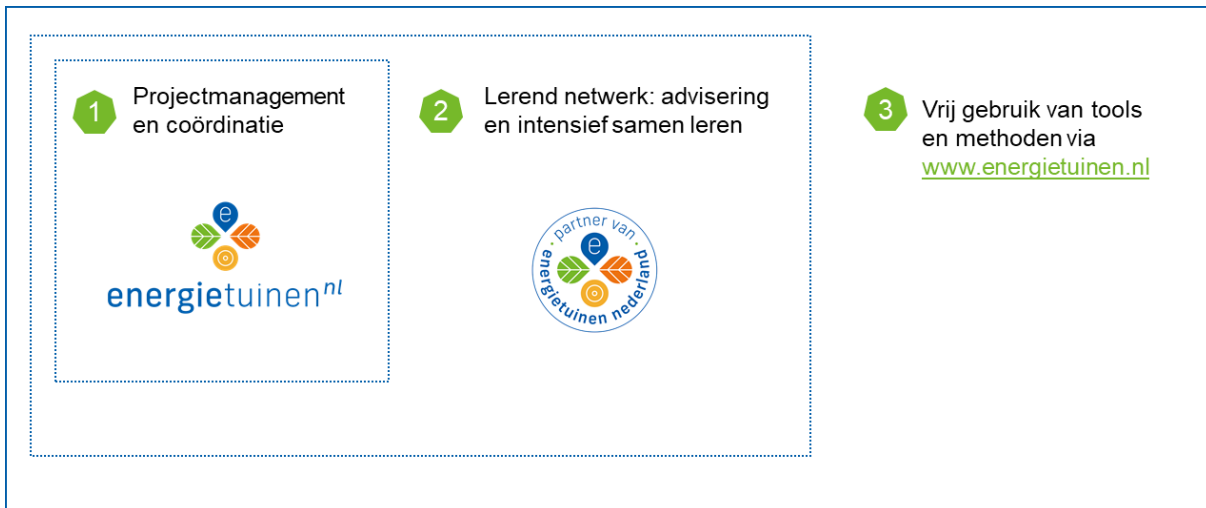 1
Projectmanagement
en coördinatie
e
energietuinen nl
2
Lerend netwerk: advisering
en intensief samen leren
· partner van ·
e
energietuinen nederland
3
Vrij gebruik van tools
en methoden via
www.energietuinen.nl